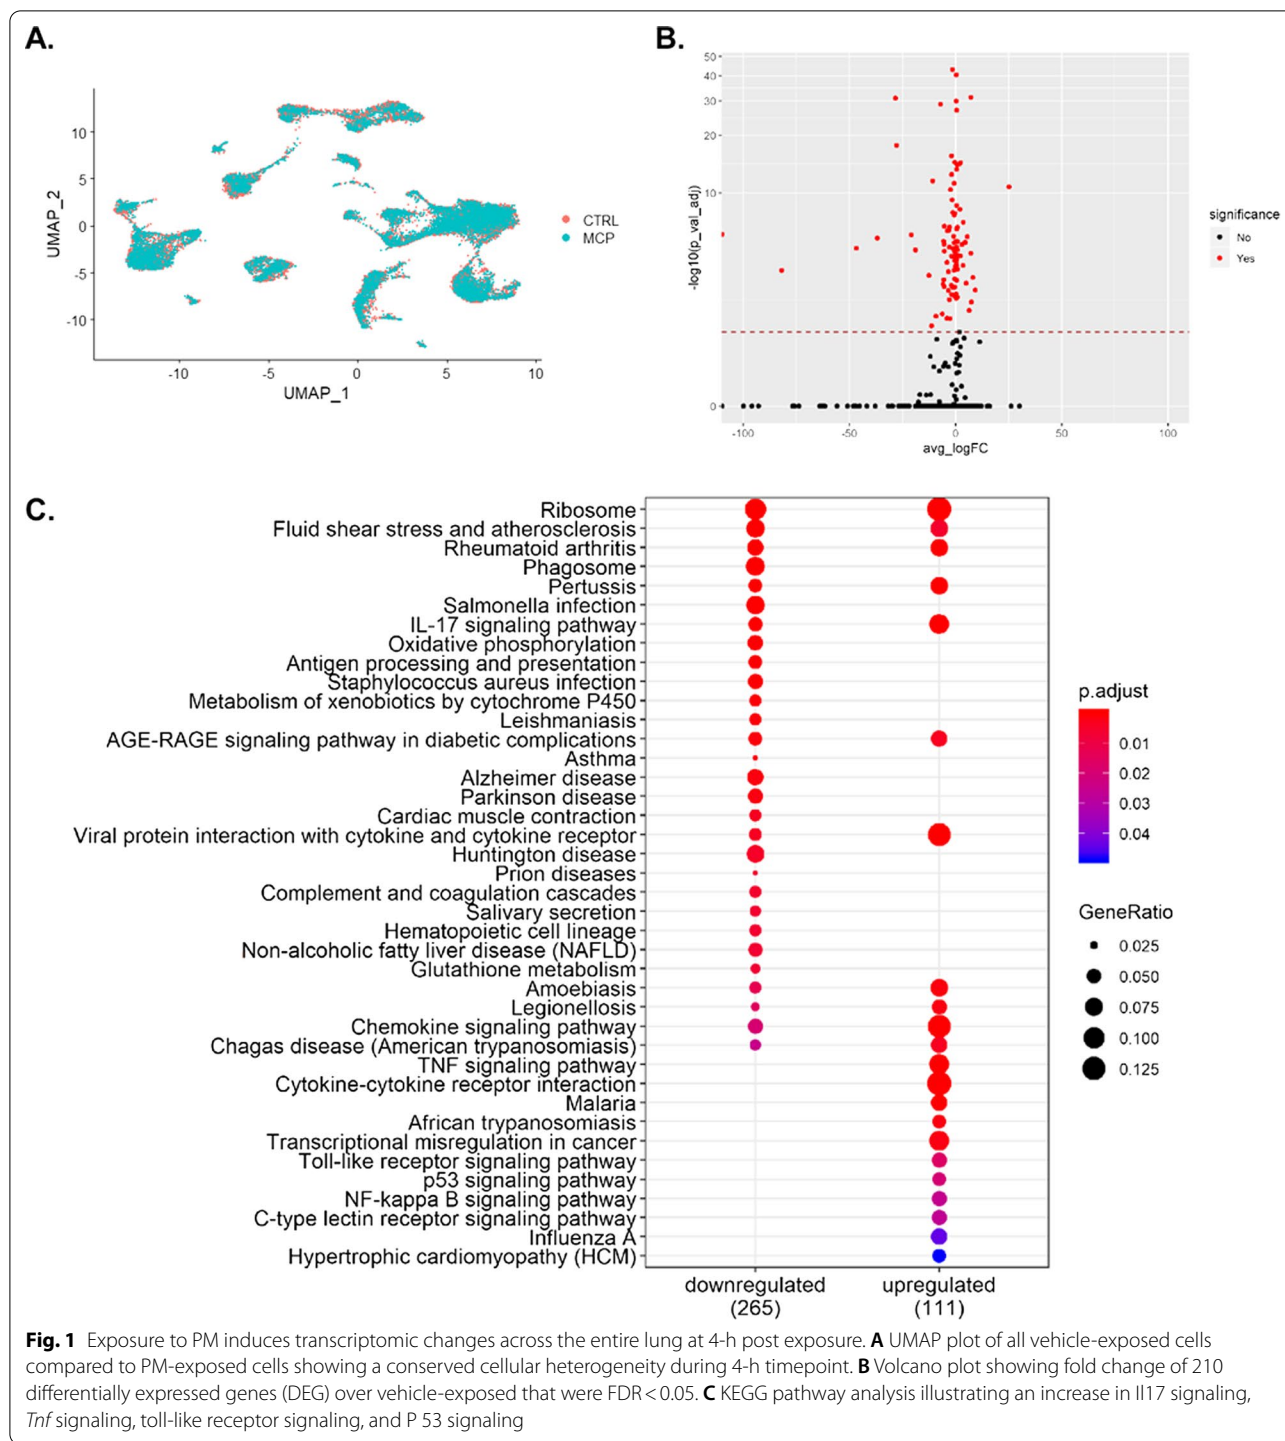 A.
10
5
0
-5
-10
UMAP_2
-10
-5
0
5
10
UMAP_1
CTRL
MCP
B.
50
40
30
20
10
0
-log10(p_val_adj)
-100
-50
0
50
100
avg_logFC
significance
No
Yes
C.
Ribosome
Fluid shear stress and atherosclerosis
Rheumatoid arthritis
Phagosome
Pertussis
Salmonella infection
IL-17 signaling pathway
Oxidative phosphorylation
Antigen processing and presentation
Staphylococcus aureus infection
Metabolism of xenobiotics by cytochrome P450
Leishmaniasis
AGE-RAGE signaling pathway in diabetic complications
Asthma
Alzheimer disease
Parkinson disease
Cardiac muscle contraction
Viral protein interaction with cytokine and cytokine receptor
Huntington disease
Prion diseases
Complement and coagulation cascades
Salivary secretion
Hematopoietic cell lineage
Non-alcoholic fatty liver disease (NAFLD)
Glutathione metabolism
Amoebiasis
Legionellosis
Chemokine signaling pathway
Chagas disease (American trypanosomiasis)
TNF signaling pathway
Cytokine-cytokine receptor interaction
Malaria
African trypanosomiasis
Transcriptional misregulation in cancer
Toll-like receptor signaling pathway
p53 signaling pathway
NF-kappa B signaling pathway
C-type lectin receptor signaling pathway
Influenza A
Hypertrophic cardiomyopathy (HCM)
downregulated
(265)
upregulated
(111)
p.adjust
0.01
0.02
0.03
0.04
GeneRatio
0.025
0.050
0.075
0.100
0.125
Fig. 1 Exposure to PM induces transcriptomic changes across the entire lung at 4-h post exposure. A UMAP plot of all vehicle-exposed cells
compared to PM-exposed cells showing a conserved cellular heterogeneity during 4-h timepoint. B Volcano plot showing fold change of 210
differentially expressed genes (DEG) over vehicle-exposed that were FDR < 0.05. C KEGG pathway analysis illustrating an increase in Il17 signaling,
Tnf signaling, toll-like receptor signaling, and P 53 signaling